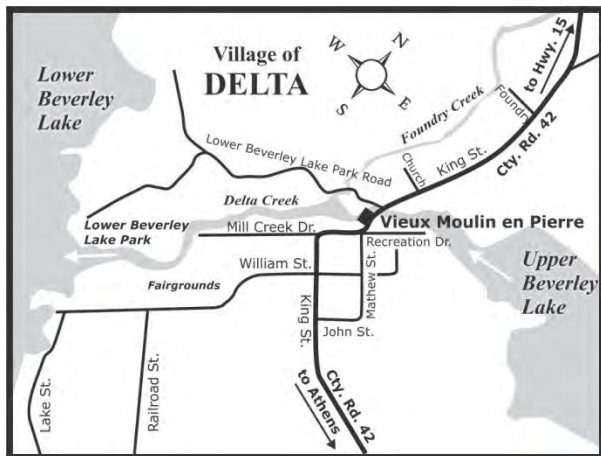 Village of
DELTA
N
W
E
S
Lower
Beverley
Lake
to Hwy. 15
Foundry
Foundry Creek
Cty. Rd. 42
King St.
Church
Lower Beverley Lake Park Road
Delta Creek
Lower Beverley
Lake Park
Mill Creek Dr.
Vieux Moulin en Pierre
Recreation Dr.
William St.
Mathew St.
Upper
Beverley
Lake
Fairgrounds
King St.
John St.
Lake St.
Railroad St.
to Athens
Cty. Rd. 42